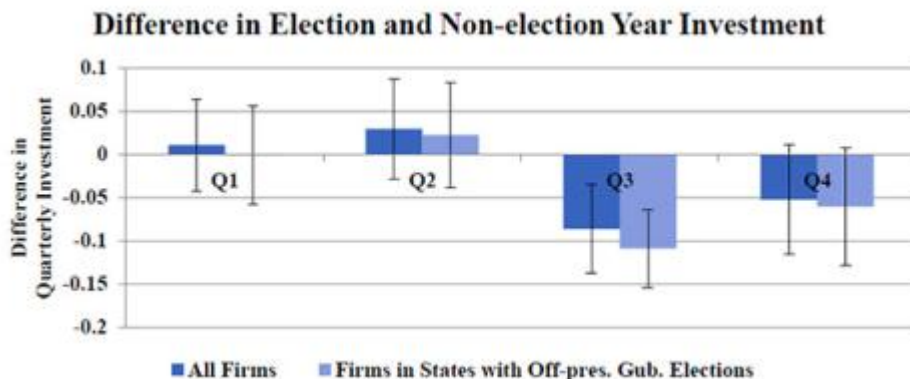 Difference in Election and Non-election Year Investment
Difference in
Quarterly Investment
0.1
0.05
0
-0.05
-0.1
-0.15
-0.2
Q1
Q2
Q3
Q4
All Firms
Firms in States with Off-pres. Gub. Elections